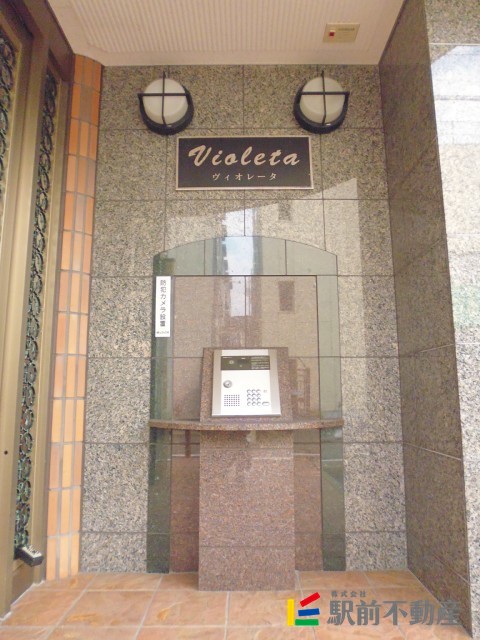 Violeta
ヴィオレータ
防犯カメラ設置
株式会社
駅前不動産